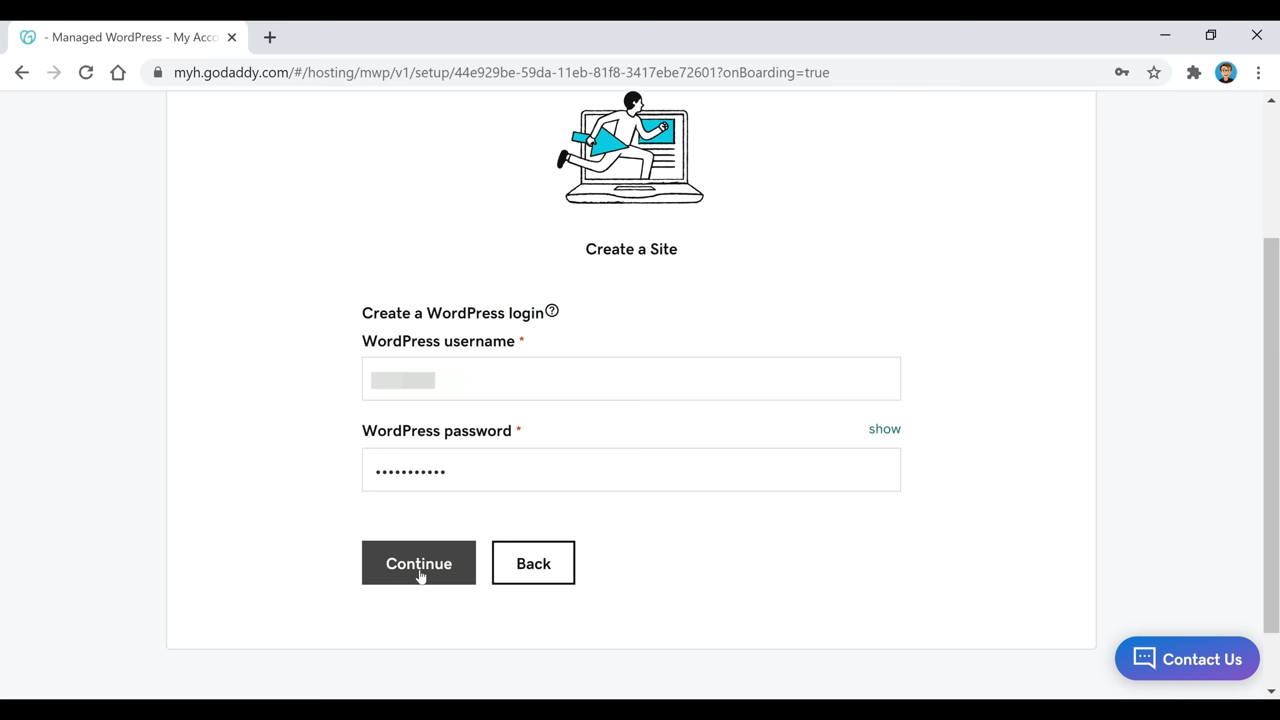 - Managed WordPress - My Acco
myh.godaddy.com/#/hosting/mwp/v1/setup/44e929be-59da-11eb-81f8-3417ebe72601?onBoarding=true
Create a Site
Create a WordPress login
WordPress username *
WordPress password *
show
•••••••••••
Continue
Back
Contact Us